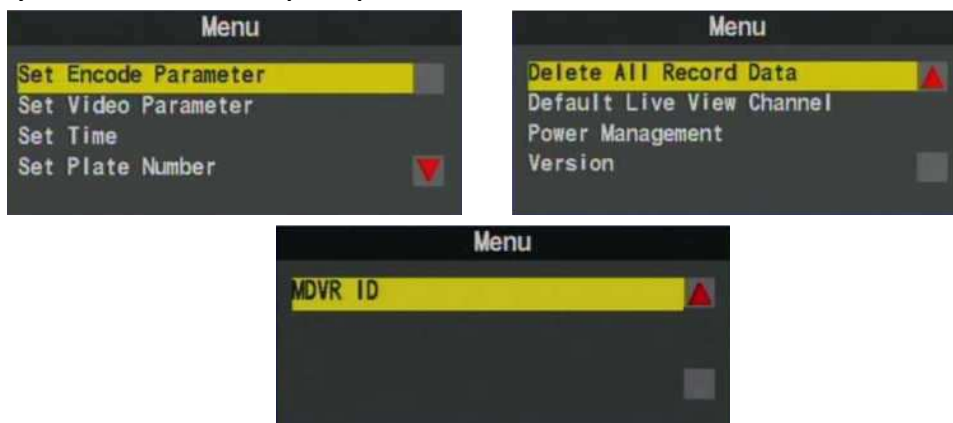 Menu
Set Encode Parameter
Set Video Parameter
Set Time
Set Plate Number
Menu
Delete All Record Data
Default Live View Channel
Power Management
Version
Menu
MDVR ID